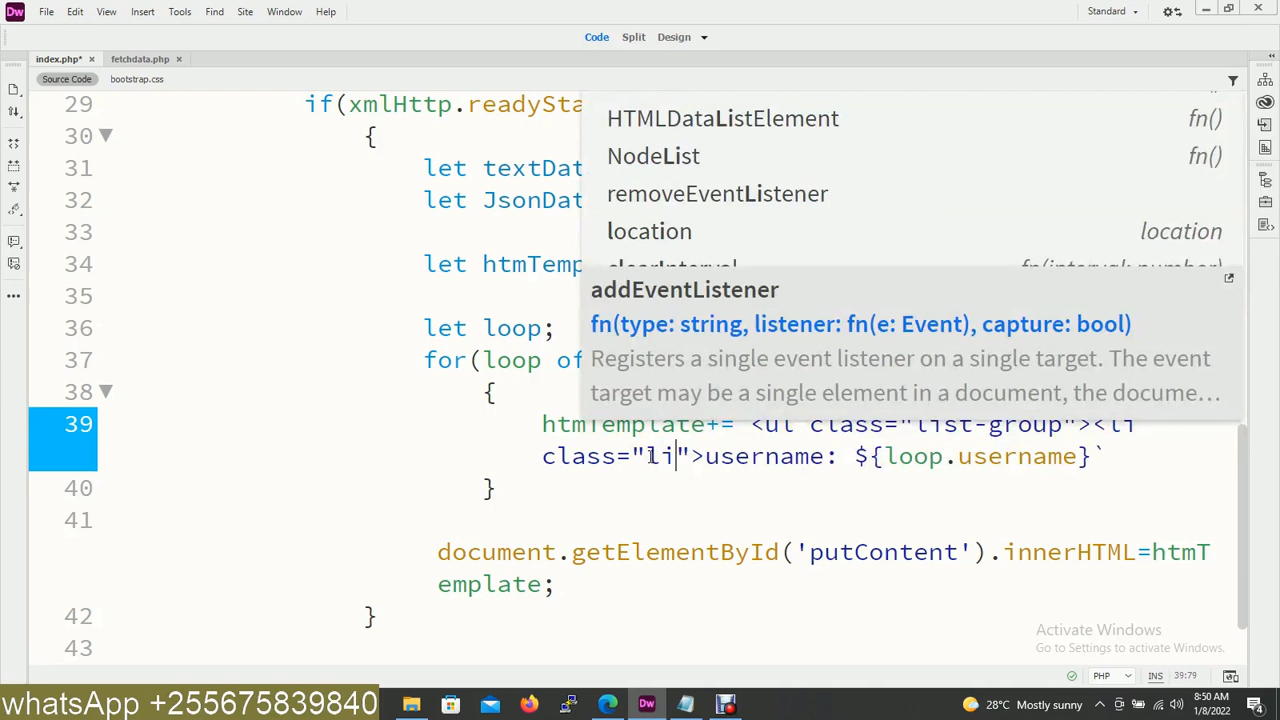 Dw File Edit View Insert Tools Find Site Window Help Standard
Code Split Design
index.php* × fetchdata.php ×
Source Code bootstrap.css
29 if(xmlHttp.readySta
HTMLDataListElement fn()
30 {
NodeList fn()
31 let textDat
removeEventListener
32 let JsonDat
location location
33
34 let htmTemp
addEventListener
35
fn(type: string, listener: fn(e: Event), capture: bool)
36 let loop;
Registers a single event listener on a single target. The event
37 for(loop of
target may be a single element in a document, the docume...
38 {
39 htmTemplate+=`<ul class="list-group"><li
class="li">username: ${loop.username}`
40 }
41
document.getElementById('putContent').innerHTML=htmT
emplate;
42 }
43
Activate Windows
Go to Settings to activate Windows.
PHP INS 39:79
whatsApp +255675839840
Dw
28°C Mostly sunny
8:50 AM
1/8/2022
4